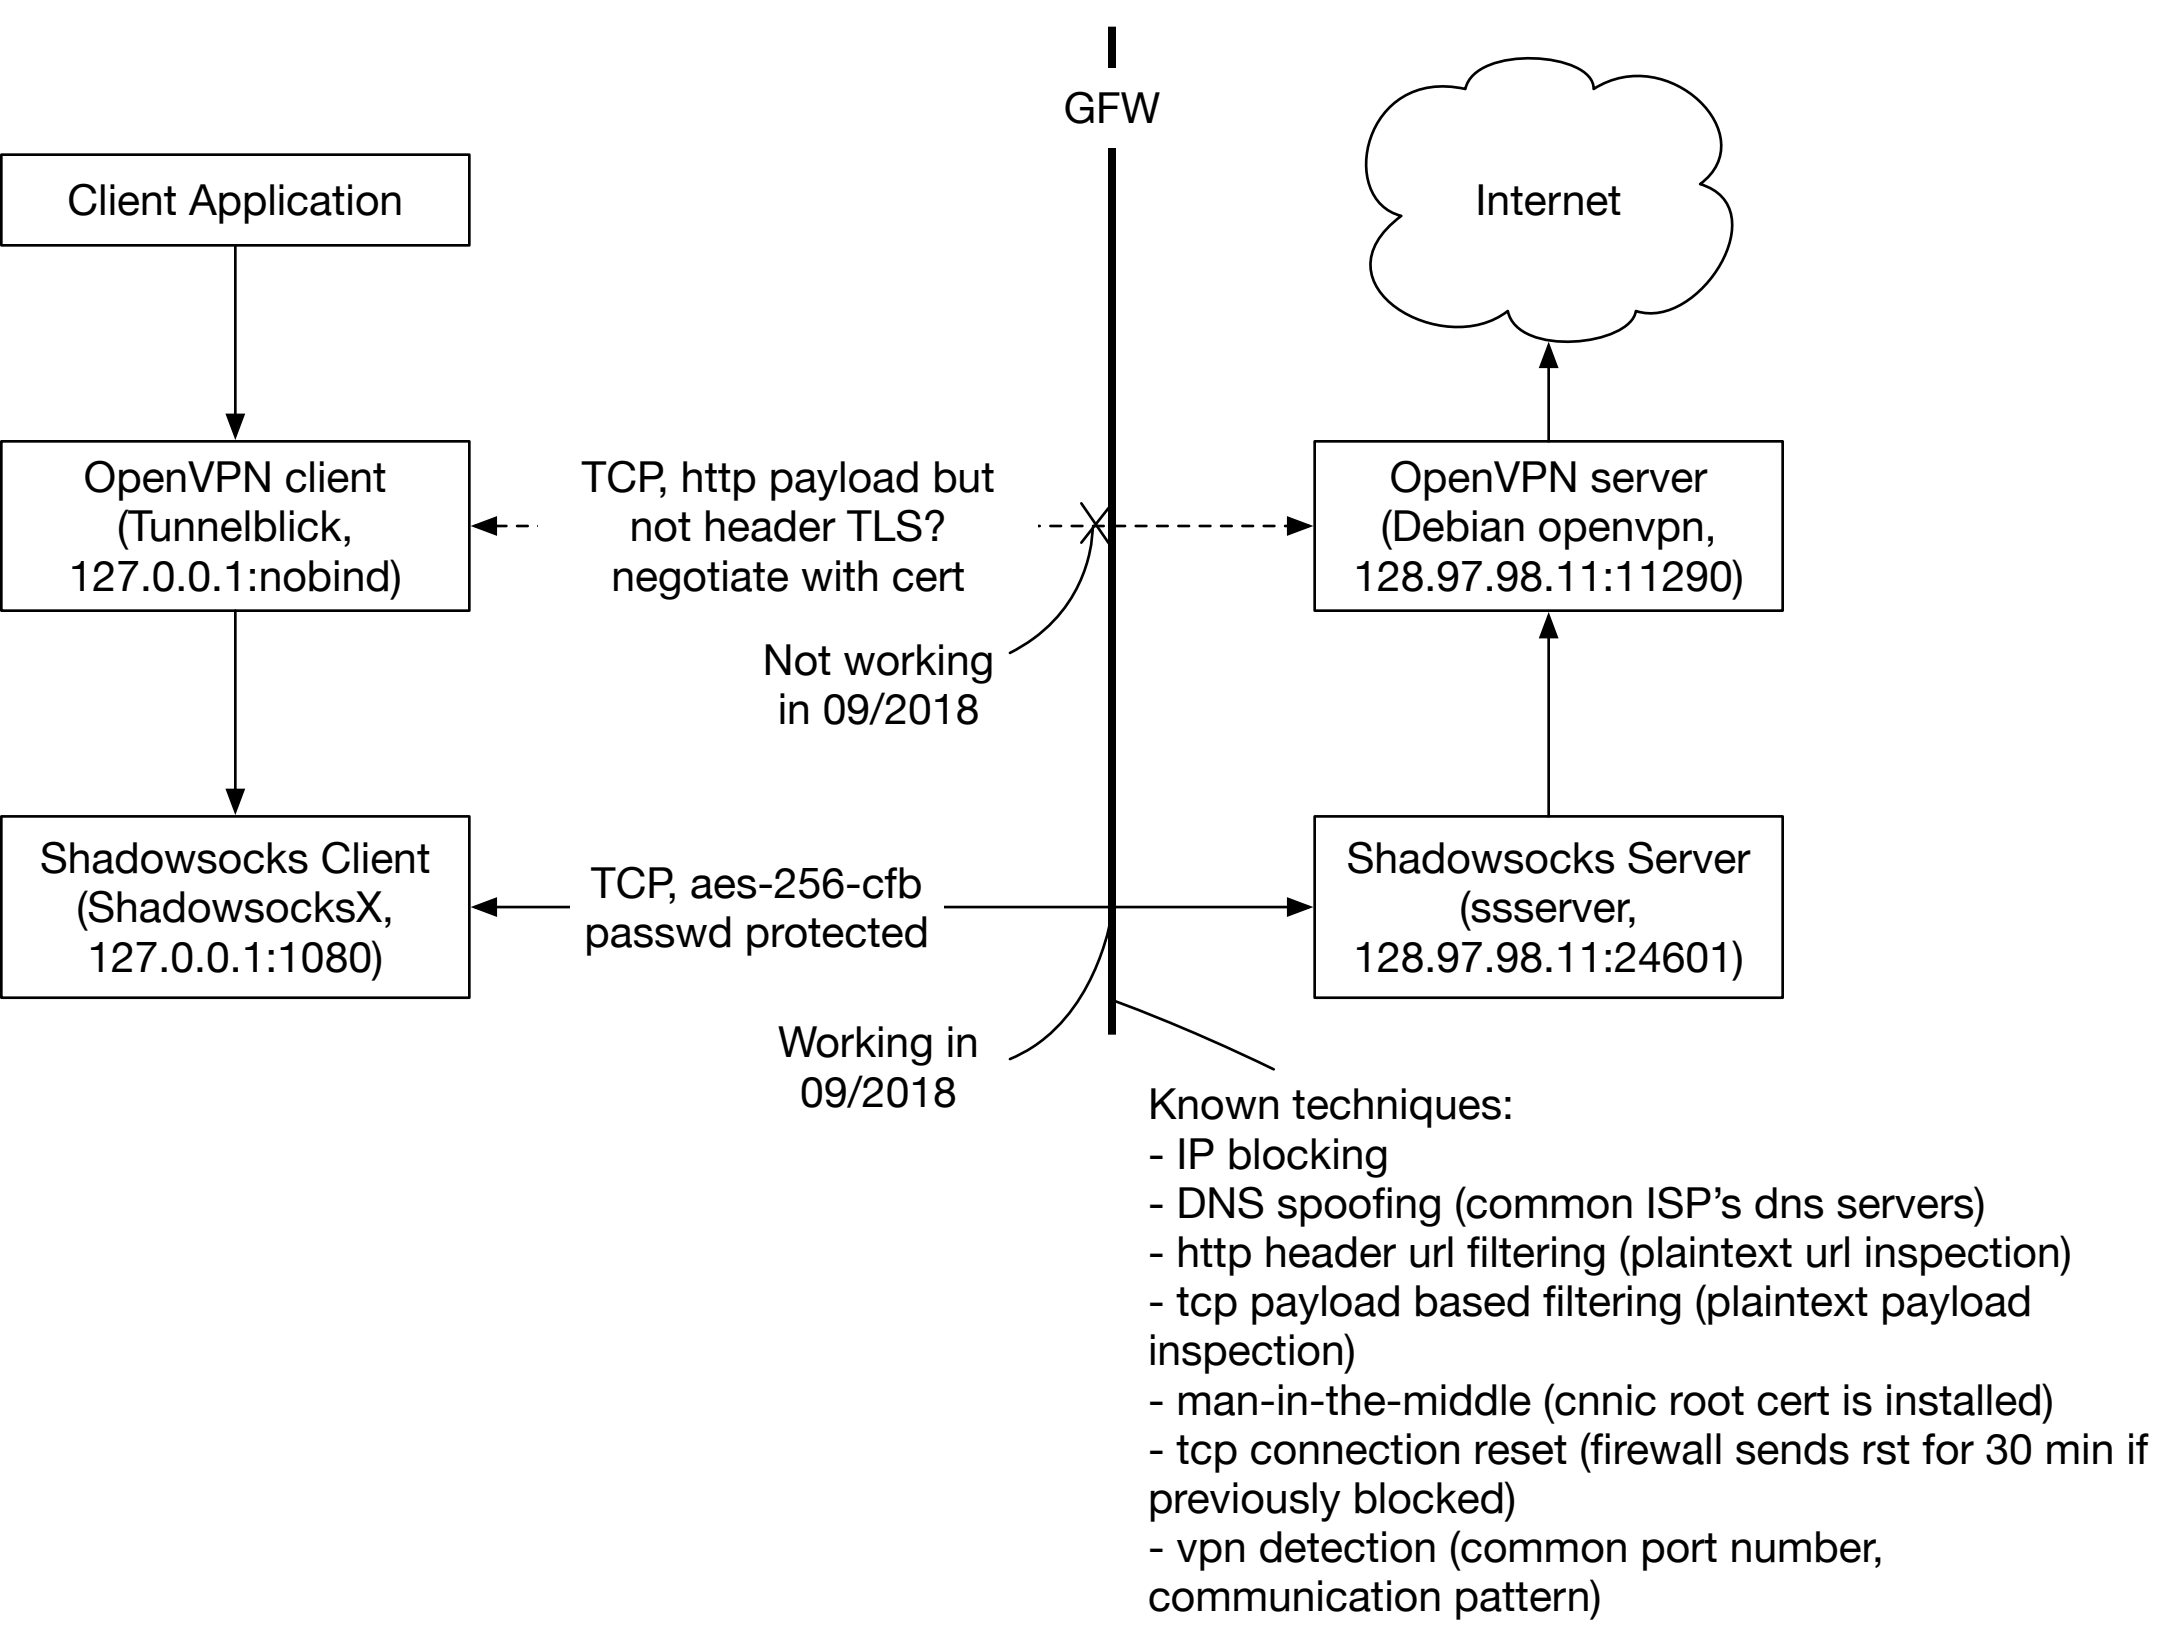 GFW
Client Application
Internet
OpenVPN client
(Tunnelblick,
127.0.0.1:nobind)
TCP, http payload but
not header TLS?
negotiate with cert
OpenVPN server
(Debian openvpn,
128.97.98.11:11290)
Not working
in 09/2018
Shadowsocks Client
(ShadowsocksX,
127.0.0.1:1080)
TCP, aes-256-cfb
passwd protected
Shadowsocks Server
(ssserver,
128.97.98.11:24601)
Working in
09/2018
Known techniques:
- IP blocking
- DNS spoofing (common ISP’s dns servers)
- http header url filtering (plaintext url inspection)
- tcp payload based filtering (plaintext payload
inspection)
- man-in-the-middle (cnnic root cert is installed)
- tcp connection reset (firewall sends rst for 30 min if
previously blocked)
- vpn detection (common port number,
communication pattern)